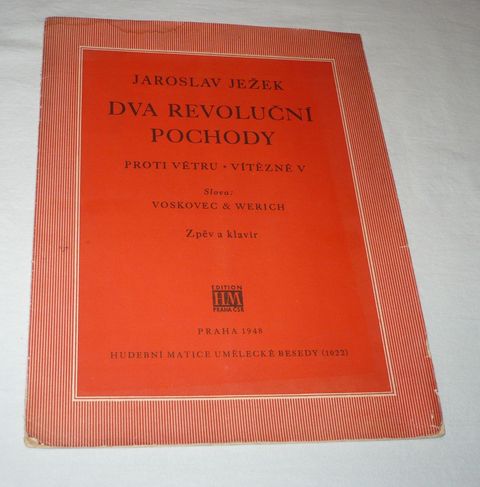 JAROSLAV JEŽEK
DVA REVOLUČNÍ
POCHODY
PROTI VĚTRU • VÍTĚZNÉ V
Slova:
VOSKOVEC & WERICH
Zpěv a klavír
EDITION
HM
PRAHA ČSR
PRAHA 1948
HUDEBNÍ MATICE UMĚLECKÉ BESEDY (1022)